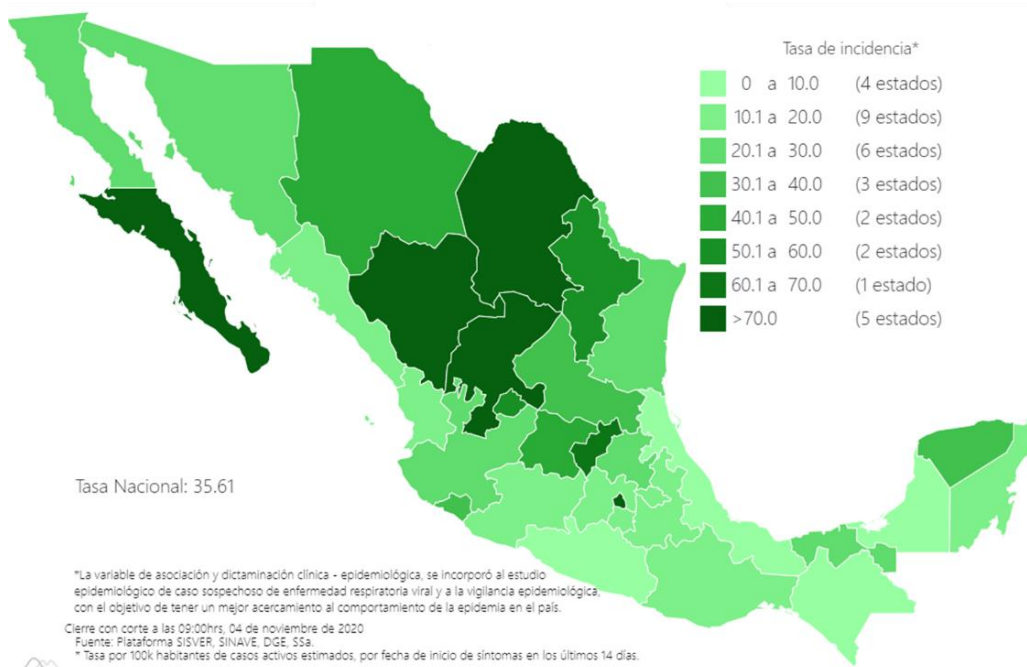 Tasa de incidencia*
0 a 10.0 (4 estados)
10.1 a 20.0 (9 estados)
20.1 a 30.0 (6 estados)
30.1 a 40.0 (3 estados)
40.1 a 50.0 (2 estados)
50.1 a 60.0 (2 estados)
60.1 a 70.0 (1 estado)
>70.0 (5 estados)
Tasa Nacional: 35.61
*La variable de asociación y dictaminación clínica - epidemiológica, se incorporó al estudio
epidemiológico de caso sospechoso de enfermedad respiratoria viral y a la vigilancia epidemiológica,
con el objetivo de tener un mejor acercamiento al comportamiento de la epidemia en el país.
Cierre con corte a las 09:00hrs, 04 de noviembre de 2020
Fuente: Plataforma SISVER, SINAVE, DGE, SSa.
* Tasa por 100k habitantes de casos activos estimados, por fecha de inicio de síntomas en los últimos 14 días.